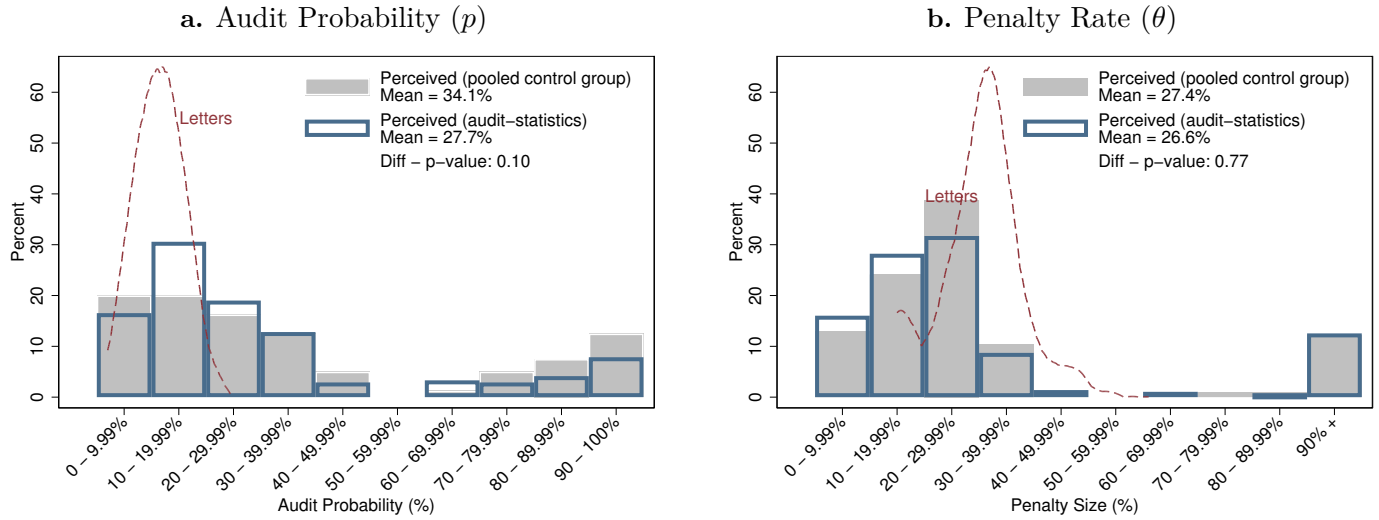 a. Audit Probability (p)
Percent
0 10 20 30 40 50 60
Letters
Perceived (pooled control group)
Mean = 34.1%
Perceived (audit−statistics)
Mean = 27.7%
Diff − p−value: 0.10
0 − 9.99%
10 − 19.99%
20 − 29.99%
30 − 39.99%
40 − 49.99%
50 − 59.99%
60 − 69.99%
70 − 79.99%
80 − 89.99%
90 − 100%
Audit Probability (%)
b. Penalty Rate (θ)
Percent
0 10 20 30 40 50 60
Letters
Perceived (pooled control group)
Mean = 27.4%
Perceived (audit−statistics)
Mean = 26.6%
Diff − p−value: 0.77
0 − 9.99%
10 − 19.99%
20 − 29.99%
30 − 39.99%
40 − 49.99%
50 − 59.99%
60 − 69.99%
70 − 79.99%
80 − 89.99%
90% +
Penalty Size (%)